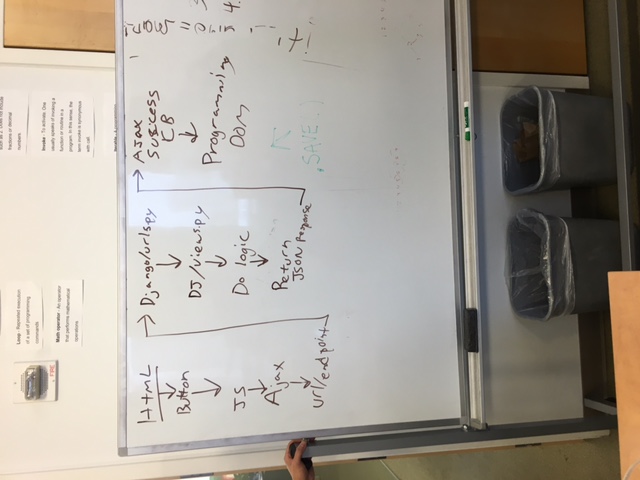 such as 2. Does not include
fractions or decimal
numbers
Loop - Repeated execution
of a set of programming
commands
FIRE
Math operator - An operator
that performs mathematical
operations
Invoke - To activate. One
usually speaks of invoking a
function or routine in a
program. In this sense, the
term invoke is synonymous
with call.
HTML
Button
JS
Ajax
url/endpoint
Django/urls.py
DJ/views.py
Do logic
Return
JSON Response
AJax
Success
CB
Programming
DOM
SAVE :)